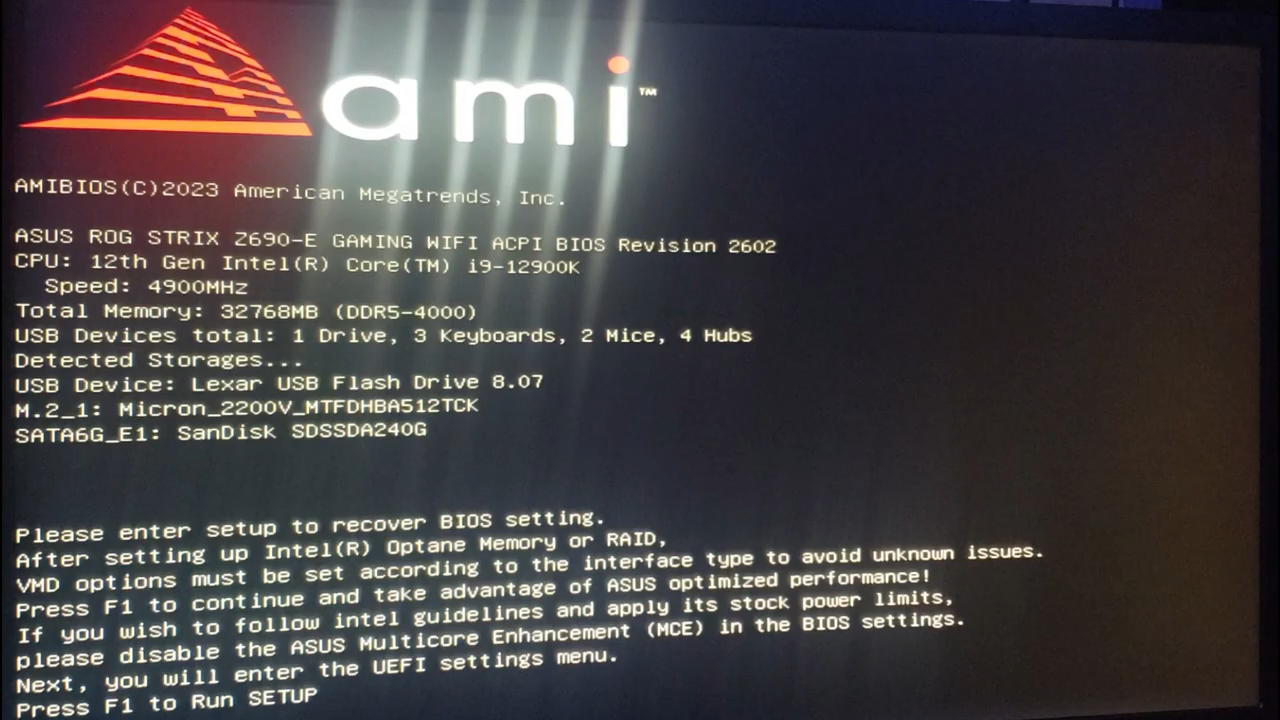 ami™
AMIBIOS(C)2023 American Megatrends, Inc.
ASUS ROG STRIX Z690-E GAMING WIFI ACPI BIOS Revision 2602
CPU: 12th Gen Intel(R) Core(TM) i9-12900K
Speed: 4900MHz
Total Memory: 32768MB (DDR5-4000)
USB Devices total: 1 Drive, 3 Keyboards, 2 Mice, 4 Hubs
Detected Storages...
USB Device: Lexar USB Flash Drive 8.07
M.2_1: Micron_2200V_MTFDHBA512TCK
SATA6G_E1: SanDisk SDSSDA240G
Please enter setup to recover BIOS setting.
After setting up Intel(R) Optane Memory or RAID,
VMD options must be set according to the interface type to avoid unknown issues.
Press F1 to continue and take advantage of ASUS optimized performance!
If you wish to follow intel guidelines and apply its stock power limits,
please disable the ASUS Multicore Enhancement (MCE) in the BIOS settings.
Next, you will enter the UEFI settings menu.
Press F1 to Run SETUP